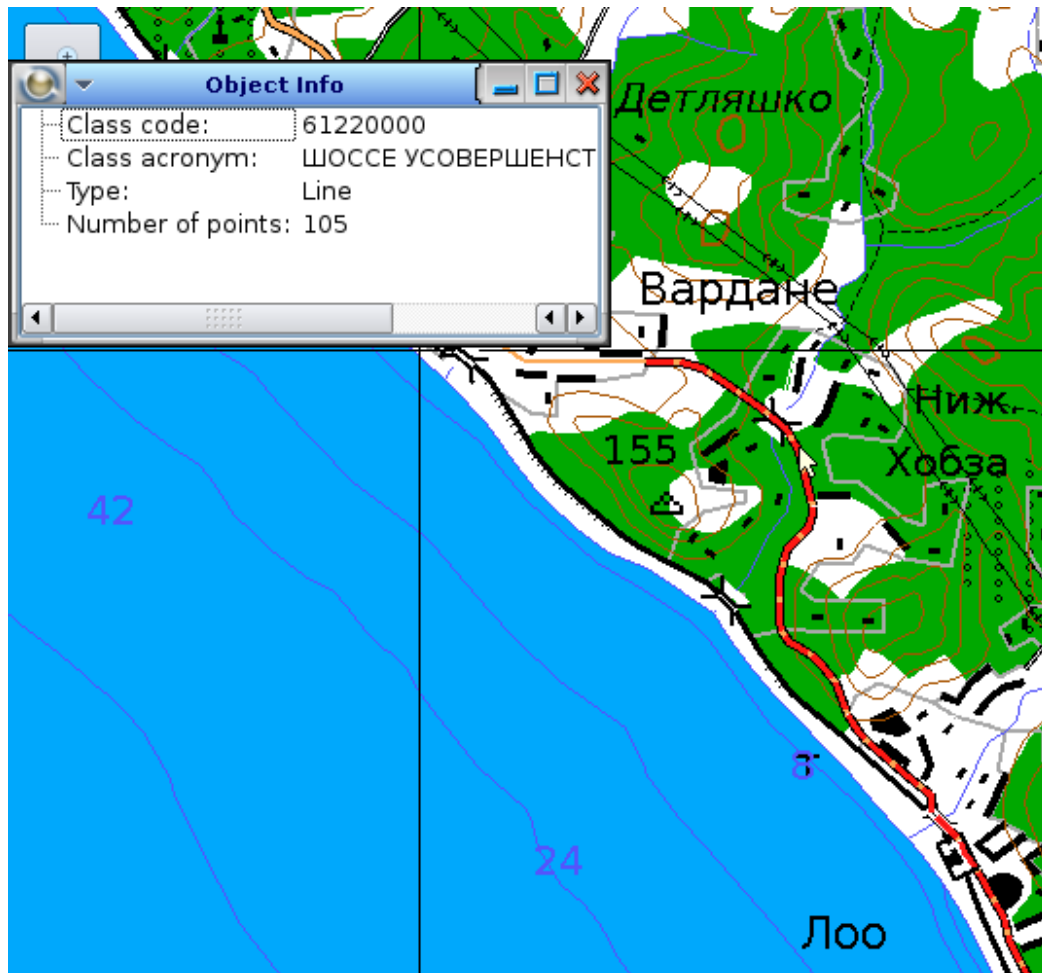 Object Info
Class code: 61220000
Class acronym: ШОССЕ УСОВЕРШЕНСТ
Type: Line
Number of points: 105
Детляшко
Вардане
Ниж.
Хобза
155
42
8
24
Лоо